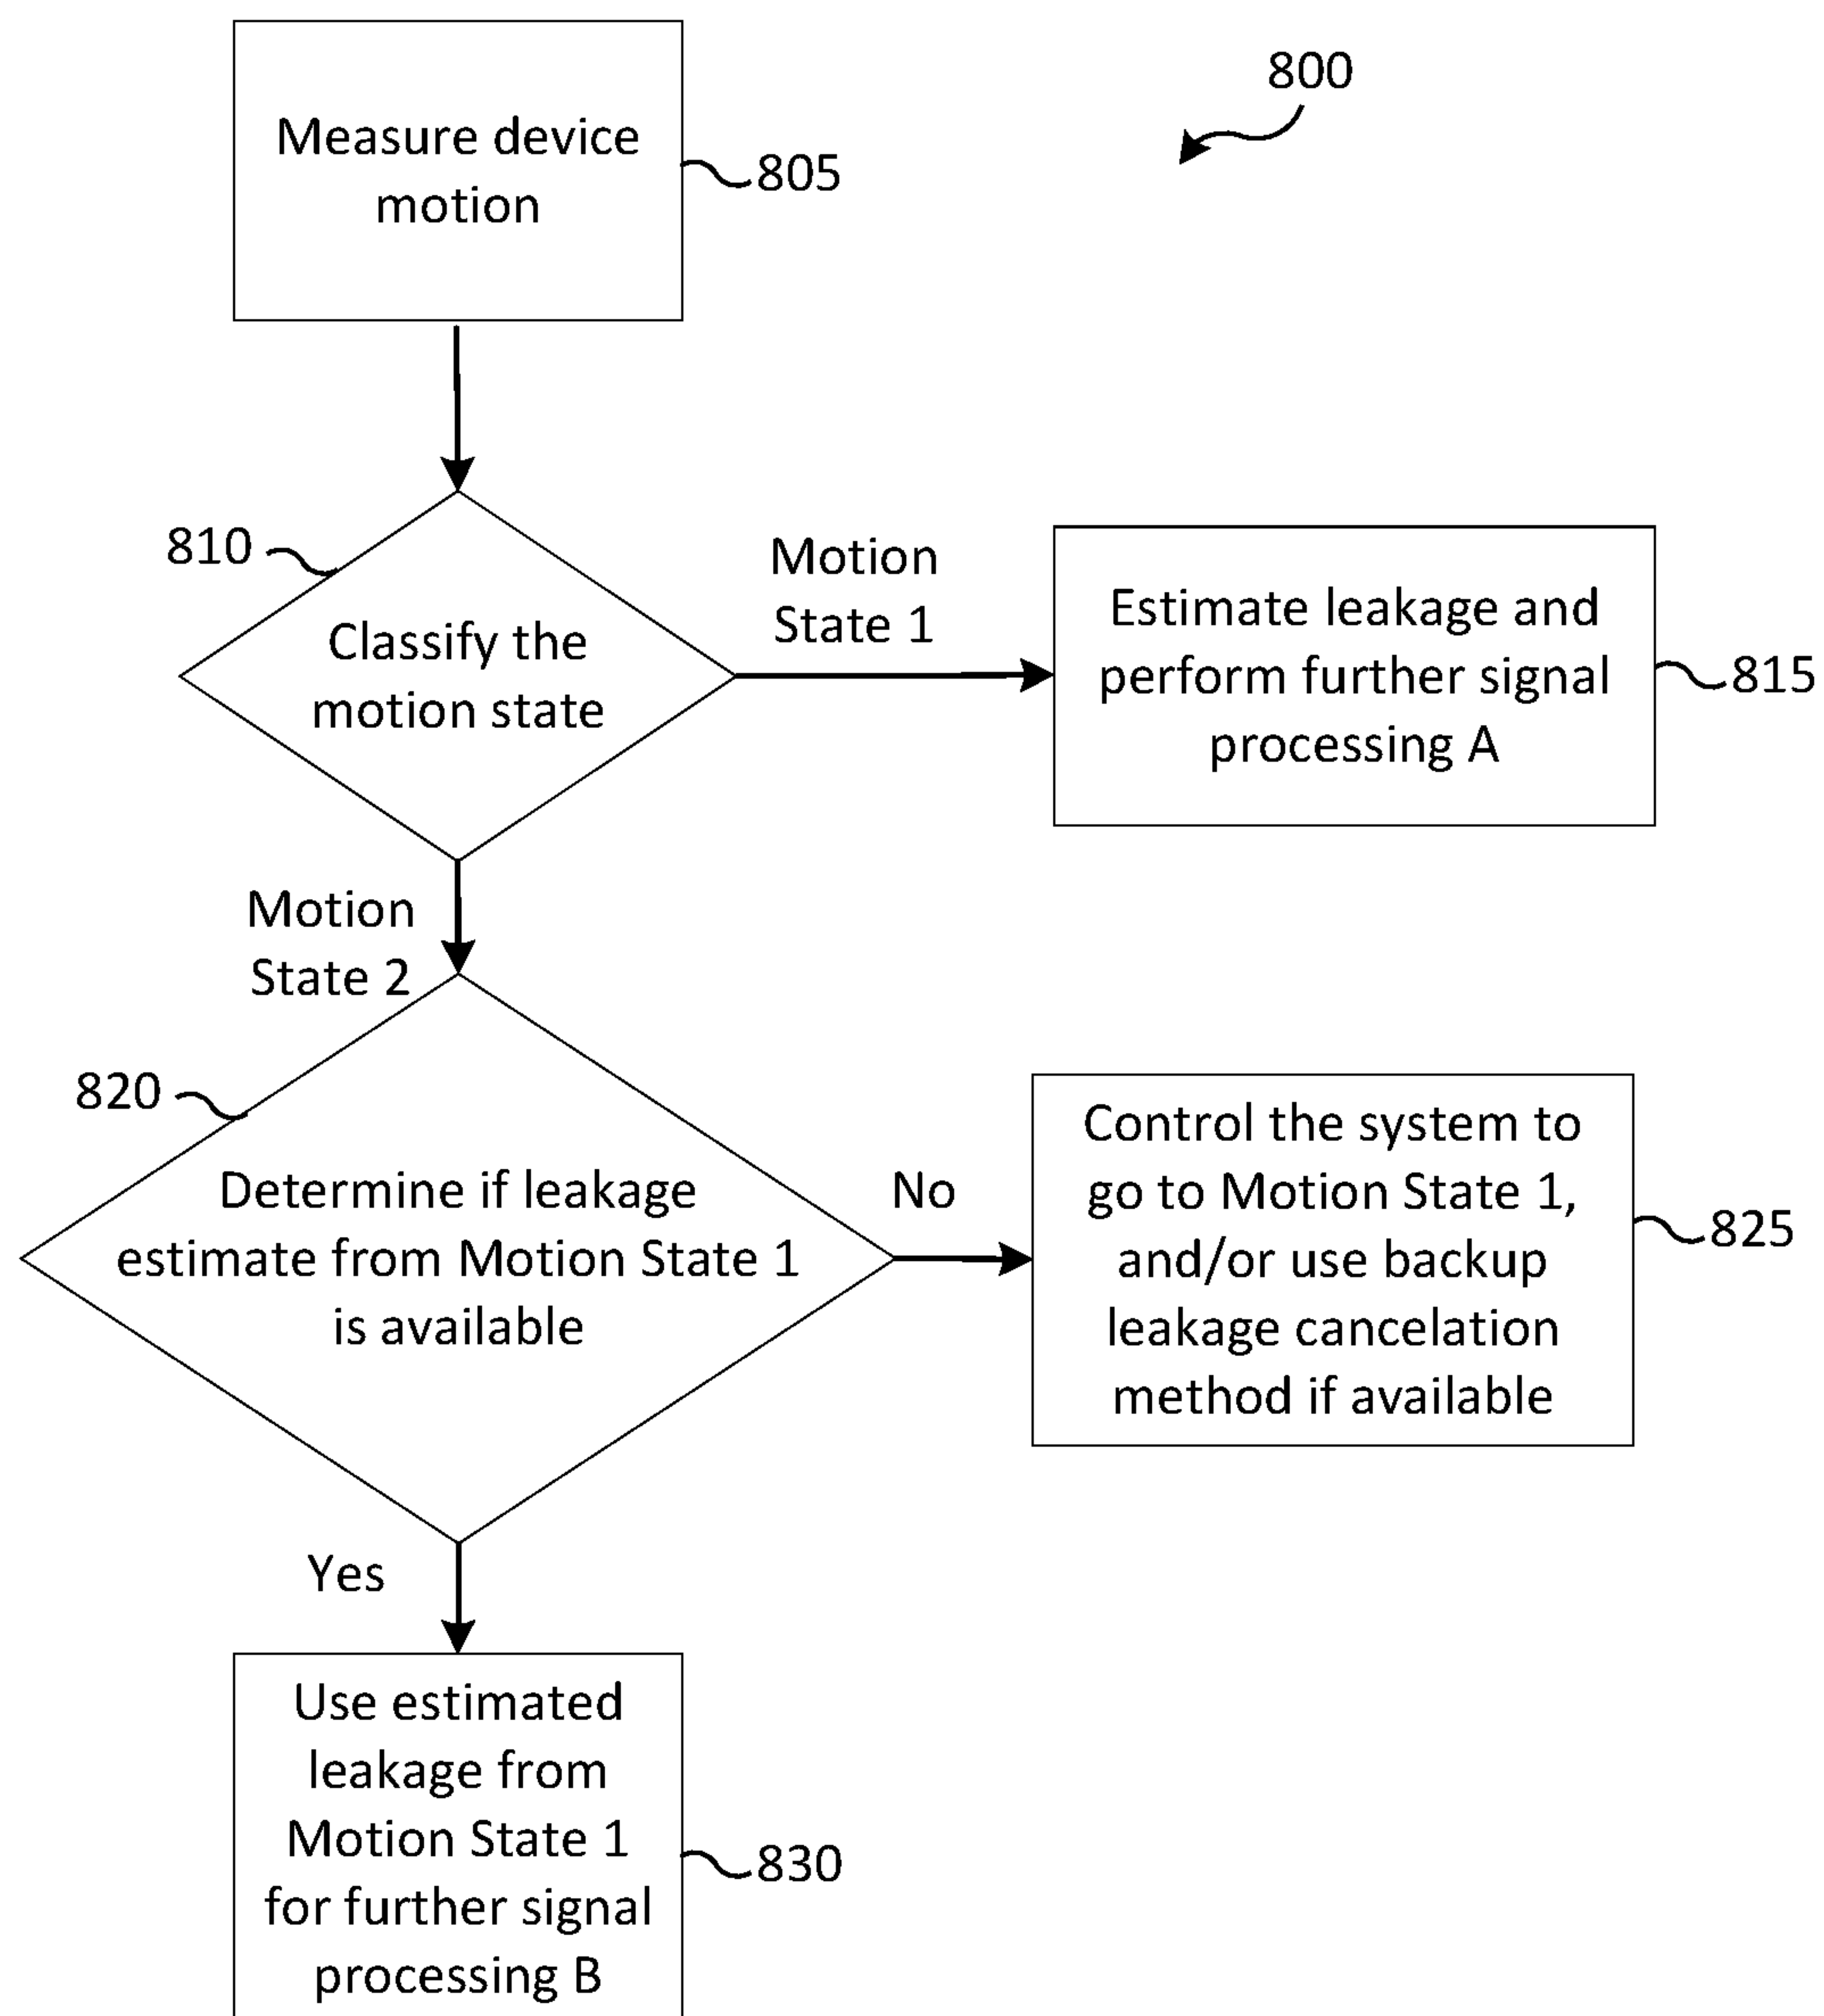 Measure device
motion
805
800
810
Classify the
motion state
Motion
State 1
Estimate leakage and
perform further signal
processing A
815
Motion
State 2
820
Determine if leakage
estimate from Motion State 1
is available
No
Control the system to
go to Motion State 1,
and/or use backup
leakage cancelation
method if available
825
Yes
Use estimated
leakage from
Motion State 1
for further signal
processing B
830